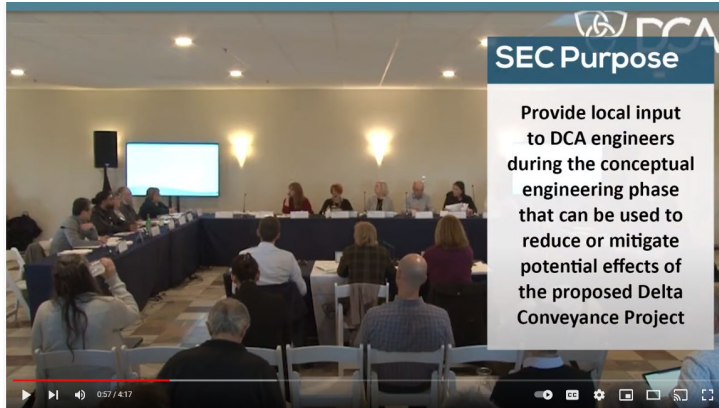 DCA
SEC Purpose
Provide local input
to DCA engineers
during the conceptual
engineering phase
that can be used to
reduce or mitigate
potential effects of
the proposed Delta
Conveyance Project
0:57 / 4:17
CC